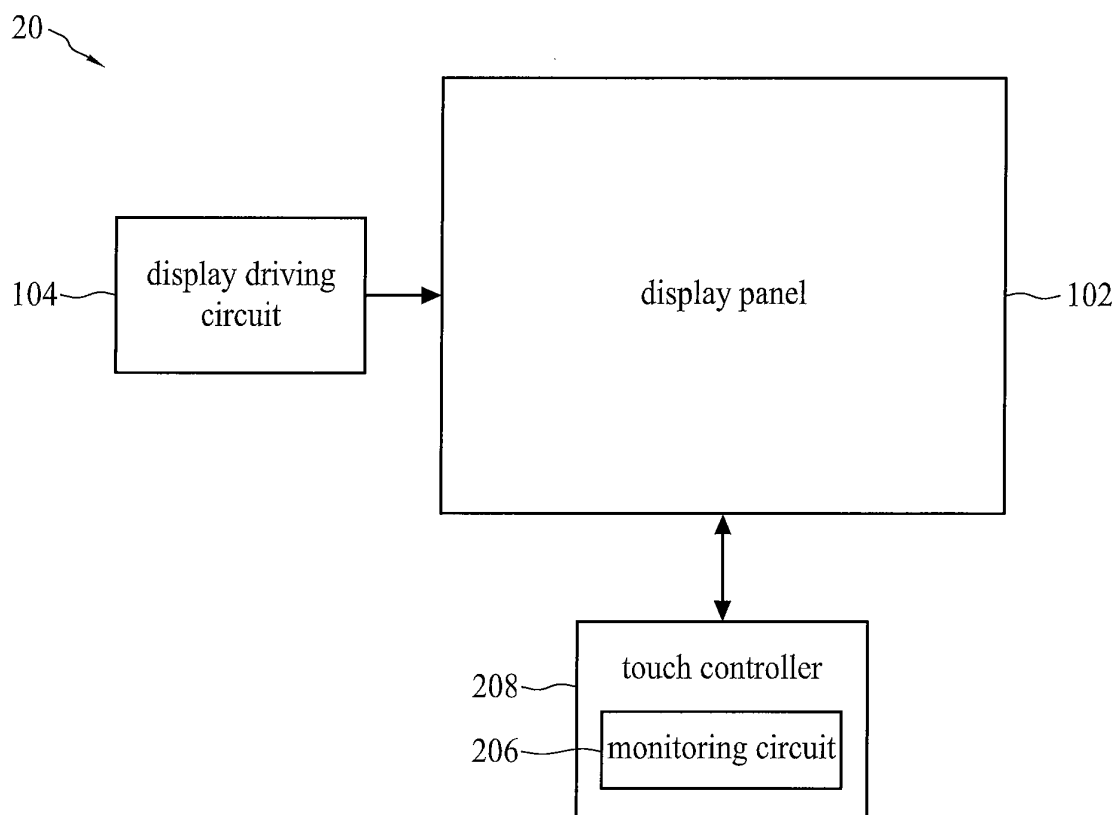 20
display driving
circuit
104
display panel
102
touch controller
208
monitoring circuit
206